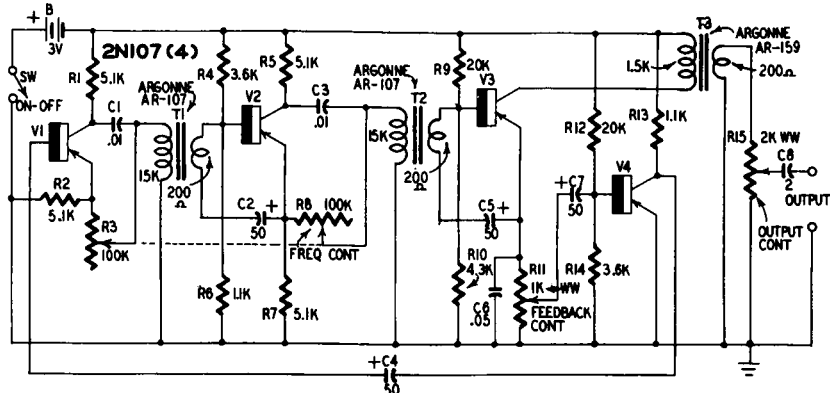 B
+
3V
SW
ON-OFF
2N107(4)
R1
5.1K
C1
.01
V1
R2
5.1K
R3
100K
ARGONNE
AR-107
T1
15K
200
Ω
R4
3.6K
R5
5.1K
V2
C3
.01
C2
+
50
R8
100K
FREQ CONT
R6
1.1K
R7
5.1K
ARGONNE
AR-107
T2
15K
200
Ω
R9
20K
V3
C5
+
50
R10
4.3K
C6
.05
R11
1K WW
FEEDBACK
CONT
+
C7
50
R12
20K
R13
1.1K
V4
R14
3.6K
T3
ARGONNE
AR-159
1.5K
200Ω
R15
2K WW
C8
2
OUTPUT
OUTPUT
CONT
+
C4
50